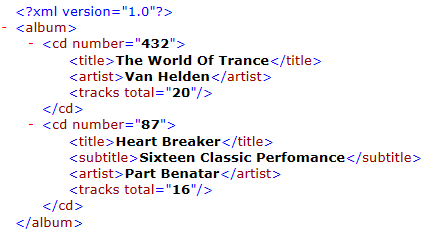 <?xml version="1.0"?>
- <album>
- <cd number="432">
<title>The World Of Trance</title>
<artist>Van Helden</artist>
<tracks total="20"/>
</cd>
- <cd number="87">
<title>Heart Breaker</title>
<subtitle>Sixteen Classic Perfomance</subtitle>
<artist>Part Benatar</artist>
<tracks total="16"/>
</cd>
</album>